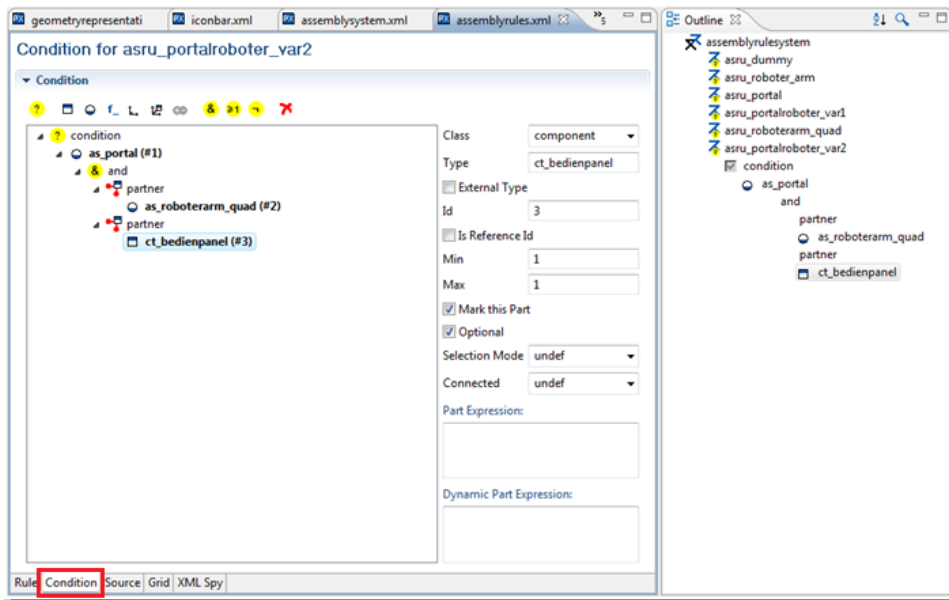 geometryrepresentati iconbar.xml assemblysystem.xml assemblyrules.xml »5 Outline
Condition for asru_portalroboter_var2
Condition
? f_ & ≥1 ¬
? condition
as_portal (#1)
& and
partner
as_roboterarm_quad (#2)
partner
ct_bedienpanel (#3)
Class component
Type ct_bedienpanel
External Type
Id 3
Is Reference Id
Min 1
Max 1
Mark this Part
Optional
Selection Mode undef
Connected undef
Part Expression:
Dynamic Part Expression:
Rule Condition Source Grid XML Spy
assemblyrulesystem
asru_dummy
asru_roboter_arm
asru_portal
asru_portalroboter_var1
asru_roboterarm_quad
asru_portalroboter_var2
condition
as_portal
and
partner
as_roboterarm_quad
partner
ct_bedienpanel